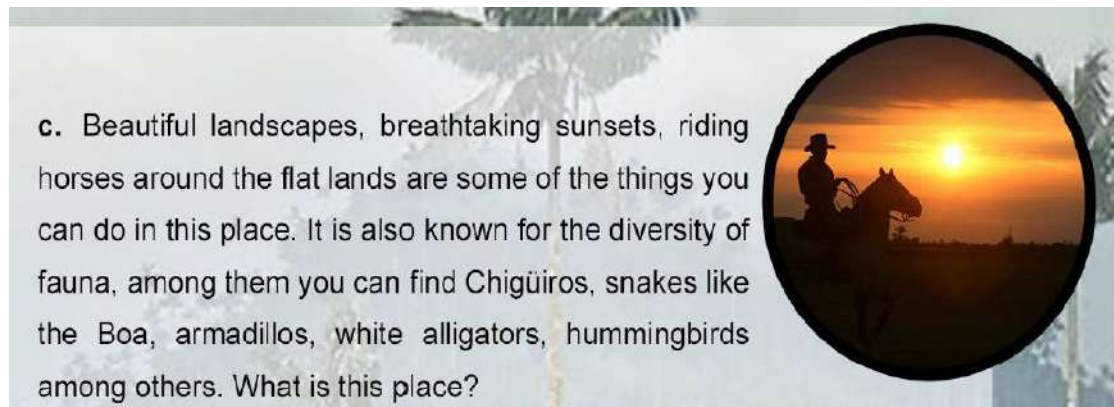 c. Beautiful landscapes, breathtaking sunsets, riding
horses around the flat lands are some of the things you
can do in this place. It is also known for the diversity of
fauna, among them you can find Chigüiros, snakes like
the Boa, armadillos, white alligators, hummingbirds
among others. What is this place?